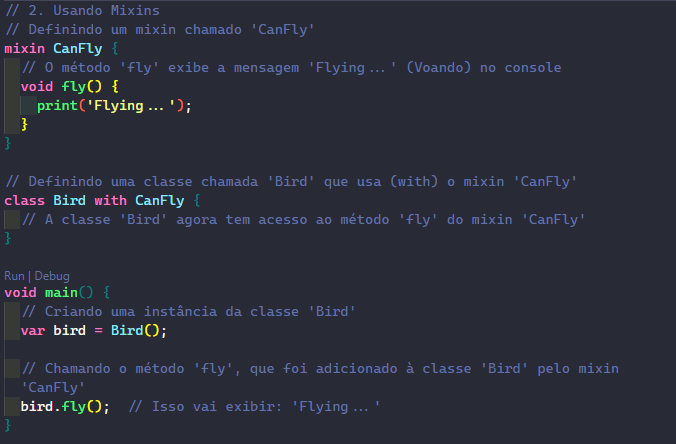 // 2. Usando Mixins
// Definindo um mixin chamado 'CanFly'
mixin CanFly {
// O método 'fly' exibe a mensagem 'Flying...' (Voando) no console
void fly() {
print('Flying...');
}
}
// Definindo uma classe chamada 'Bird' que usa (with) o mixin 'CanFly'
class Bird with CanFly {
// A classe 'Bird' agora tem acesso ao método 'fly' do mixin 'CanFly'
}
Run | Debug
void main() {
// Criando uma instância da classe 'Bird'
var bird = Bird();
// Chamando o método 'fly', que foi adicionado à classe 'Bird' pelo mixin
'CanFly'
bird.fly(); // Isso vai exibir: 'Flying...'
}